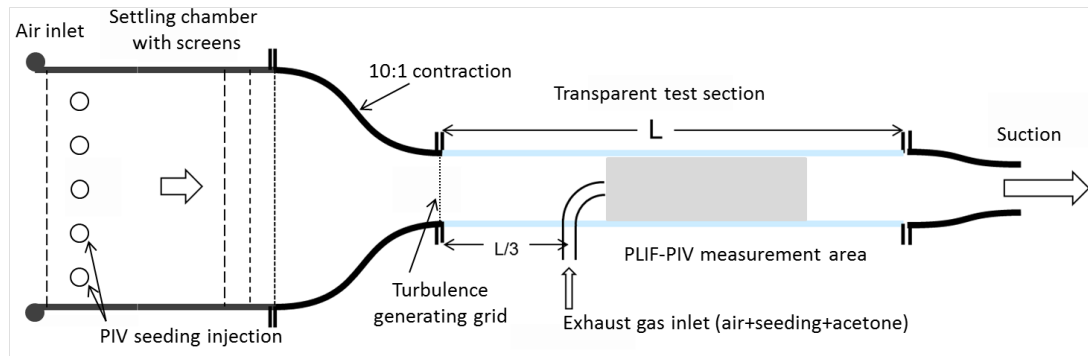 Air inlet
Settling chamber
with screens
10:1 contraction
Transparent test section
L
Suction
L/3
PLIF-PIV measurement area
Turbulence
generating grid
PIV seeding injection
Exhaust gas inlet (air+seeding+acetone)